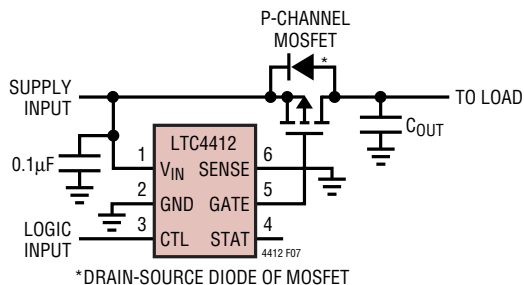 P-CHANNEL
MOSFET
*
SUPPLY
INPUT
TO LOAD
COUT
0.1µF
LTC4412
1
VIN
SENSE
6
2
GND
GATE
5
3
CTL
STAT
4
LOGIC
INPUT
4412 F07
*DRAIN-SOURCE DIODE OF MOSFET